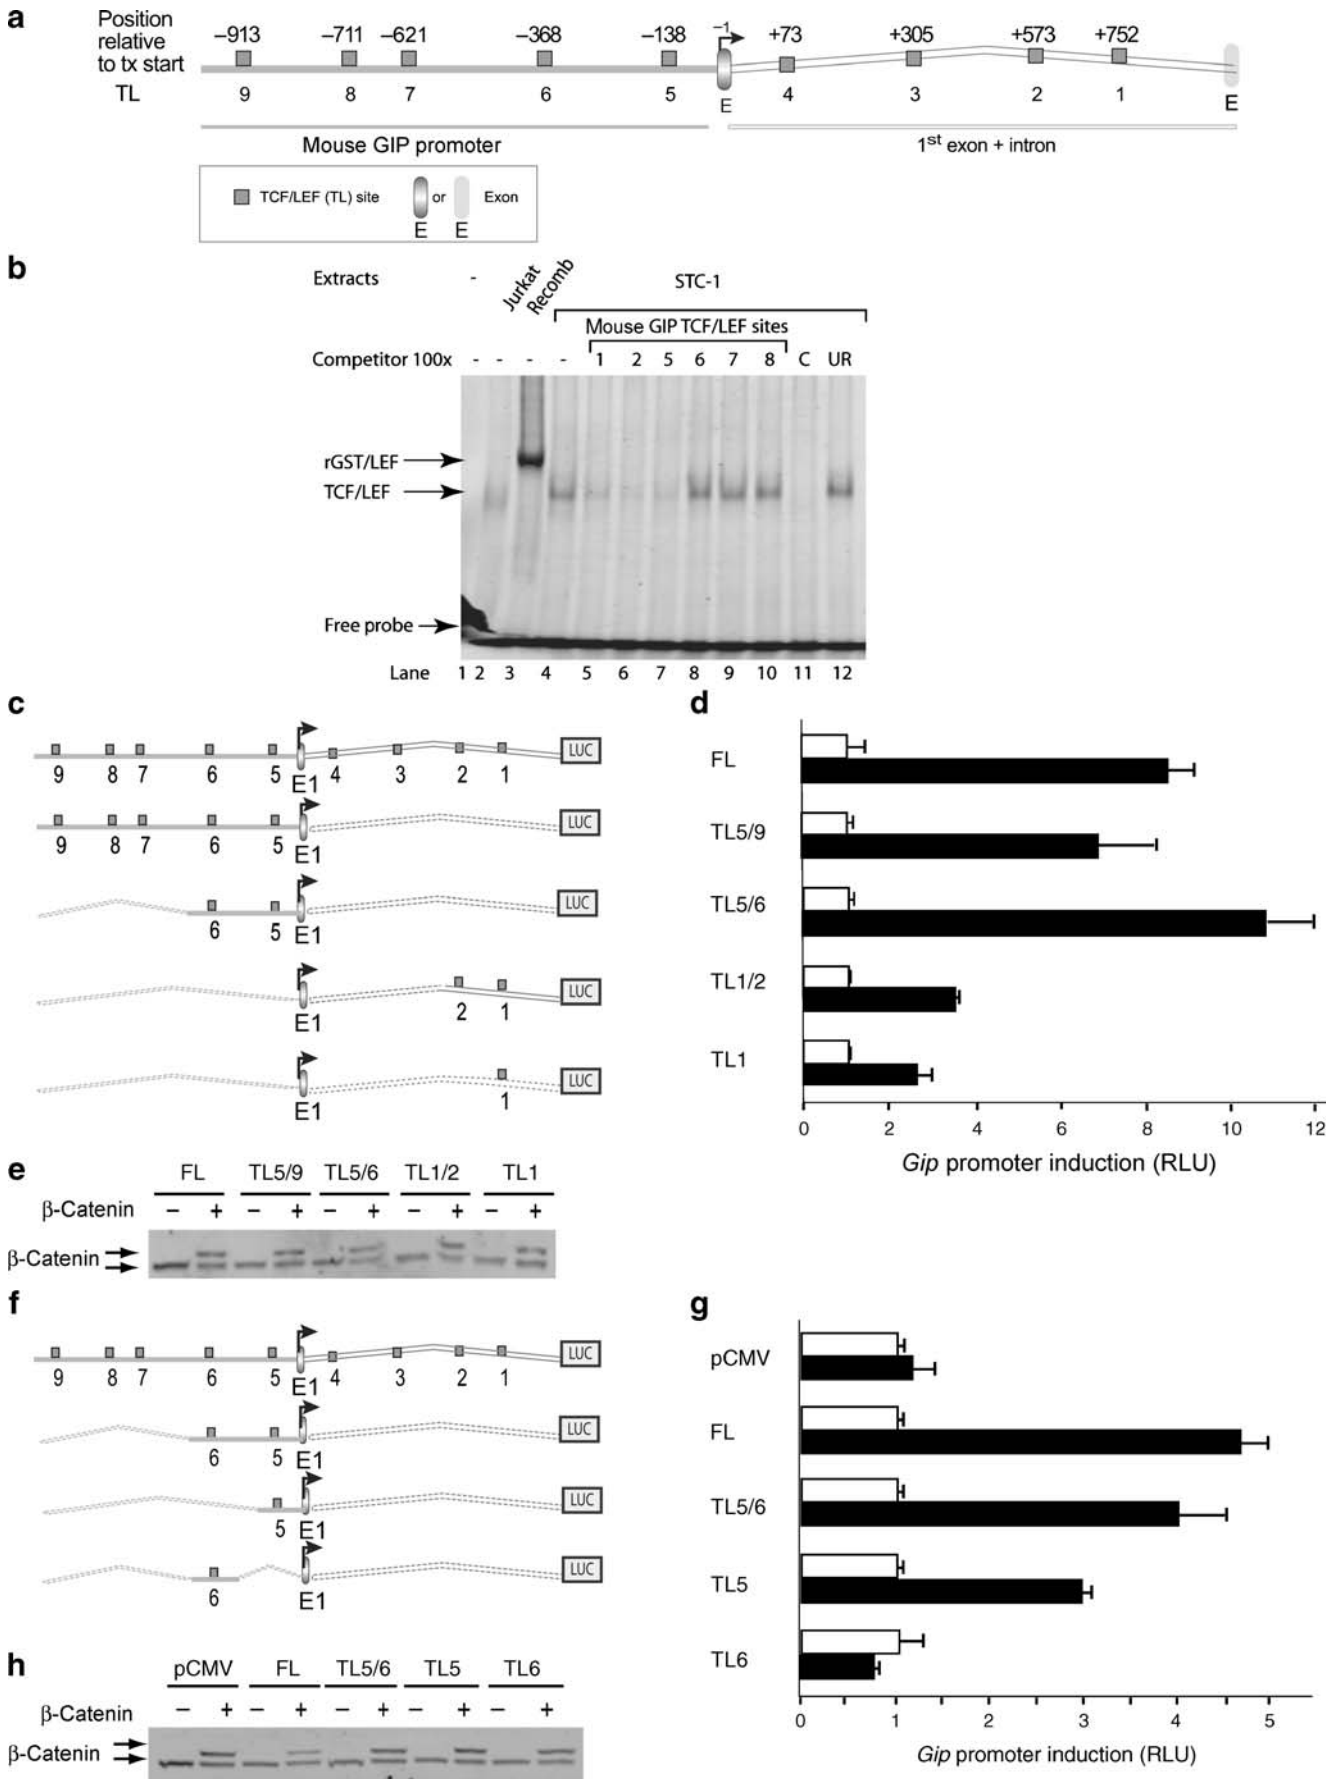 a
Position relative to tx start
–913 –711 –621 –368 –138 –1 +73 +305 +573 +752
TL 9 8 7 6 5 E 4 3 2 1 E
Mouse GIP promoter 1st exon + intron
TCF/LEF (TL) site E or E Exon
b
Extracts - Jurkat Recomb STC-1
Mouse GIP TCF/LEF sites
Competitor 100x - - - - 1 2 5 6 7 8 C UR
rGST/LEF
TCF/LEF
Free probe
Lane 1 2 3 4 5 6 7 8 9 10 11 12
c
9 8 7 6 5 E1 4 3 2 1 LUC
9 8 7 6 5 E1 LUC
6 5 E1 LUC
E1 2 1 LUC
E1 1 LUC
d
FL
TL5/9
TL5/6
TL1/2
TL1
0 2 4 6 8 10 12
Gip promoter induction (RLU)
e
FL TL5/9 TL5/6 TL1/2 TL1
β-Catenin – + – + – + – + – +
β-Catenin
f
9 8 7 6 5 E1 4 3 2 1 LUC
6 5 E1 LUC
5 E1 LUC
6 E1 LUC
g
pCMV
FL
TL5/6
TL5
TL6
0 1 2 3 4 5
Gip promoter induction (RLU)
h
pCMV FL TL5/6 TL5 TL6
β-Catenin – + – + – + – + – +
β-Catenin